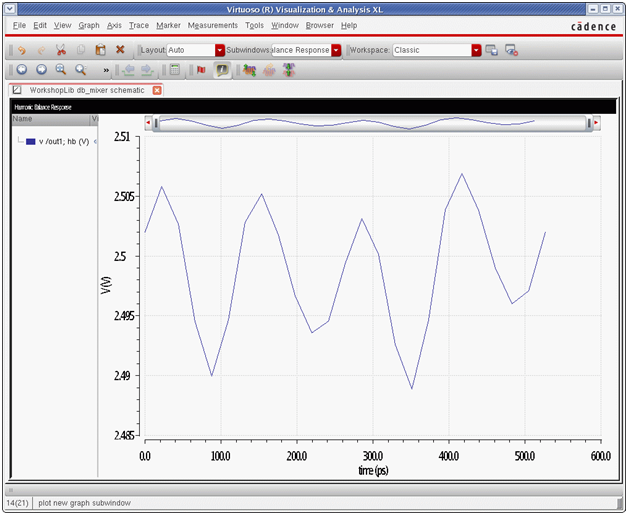 Virtuoso (R) Visualization & Analysis XL
File Edit View Graph Axis Trace Marker Measurements Tools Window Browser Help
cādence
Layout: Auto Subwindows: lance Response Workspace: Classic
»
WorkshopLib db_mixer schematic
Harmonic Balance Response
Name Vi
v /out1; hb (V)
2.51
2.505
2.5
2.495
2.49
2.485
V (V)
0.0 100.0 200.0 300.0 400.0 500.0 600.0
time (ps)
14(21) plot new graph subwindow